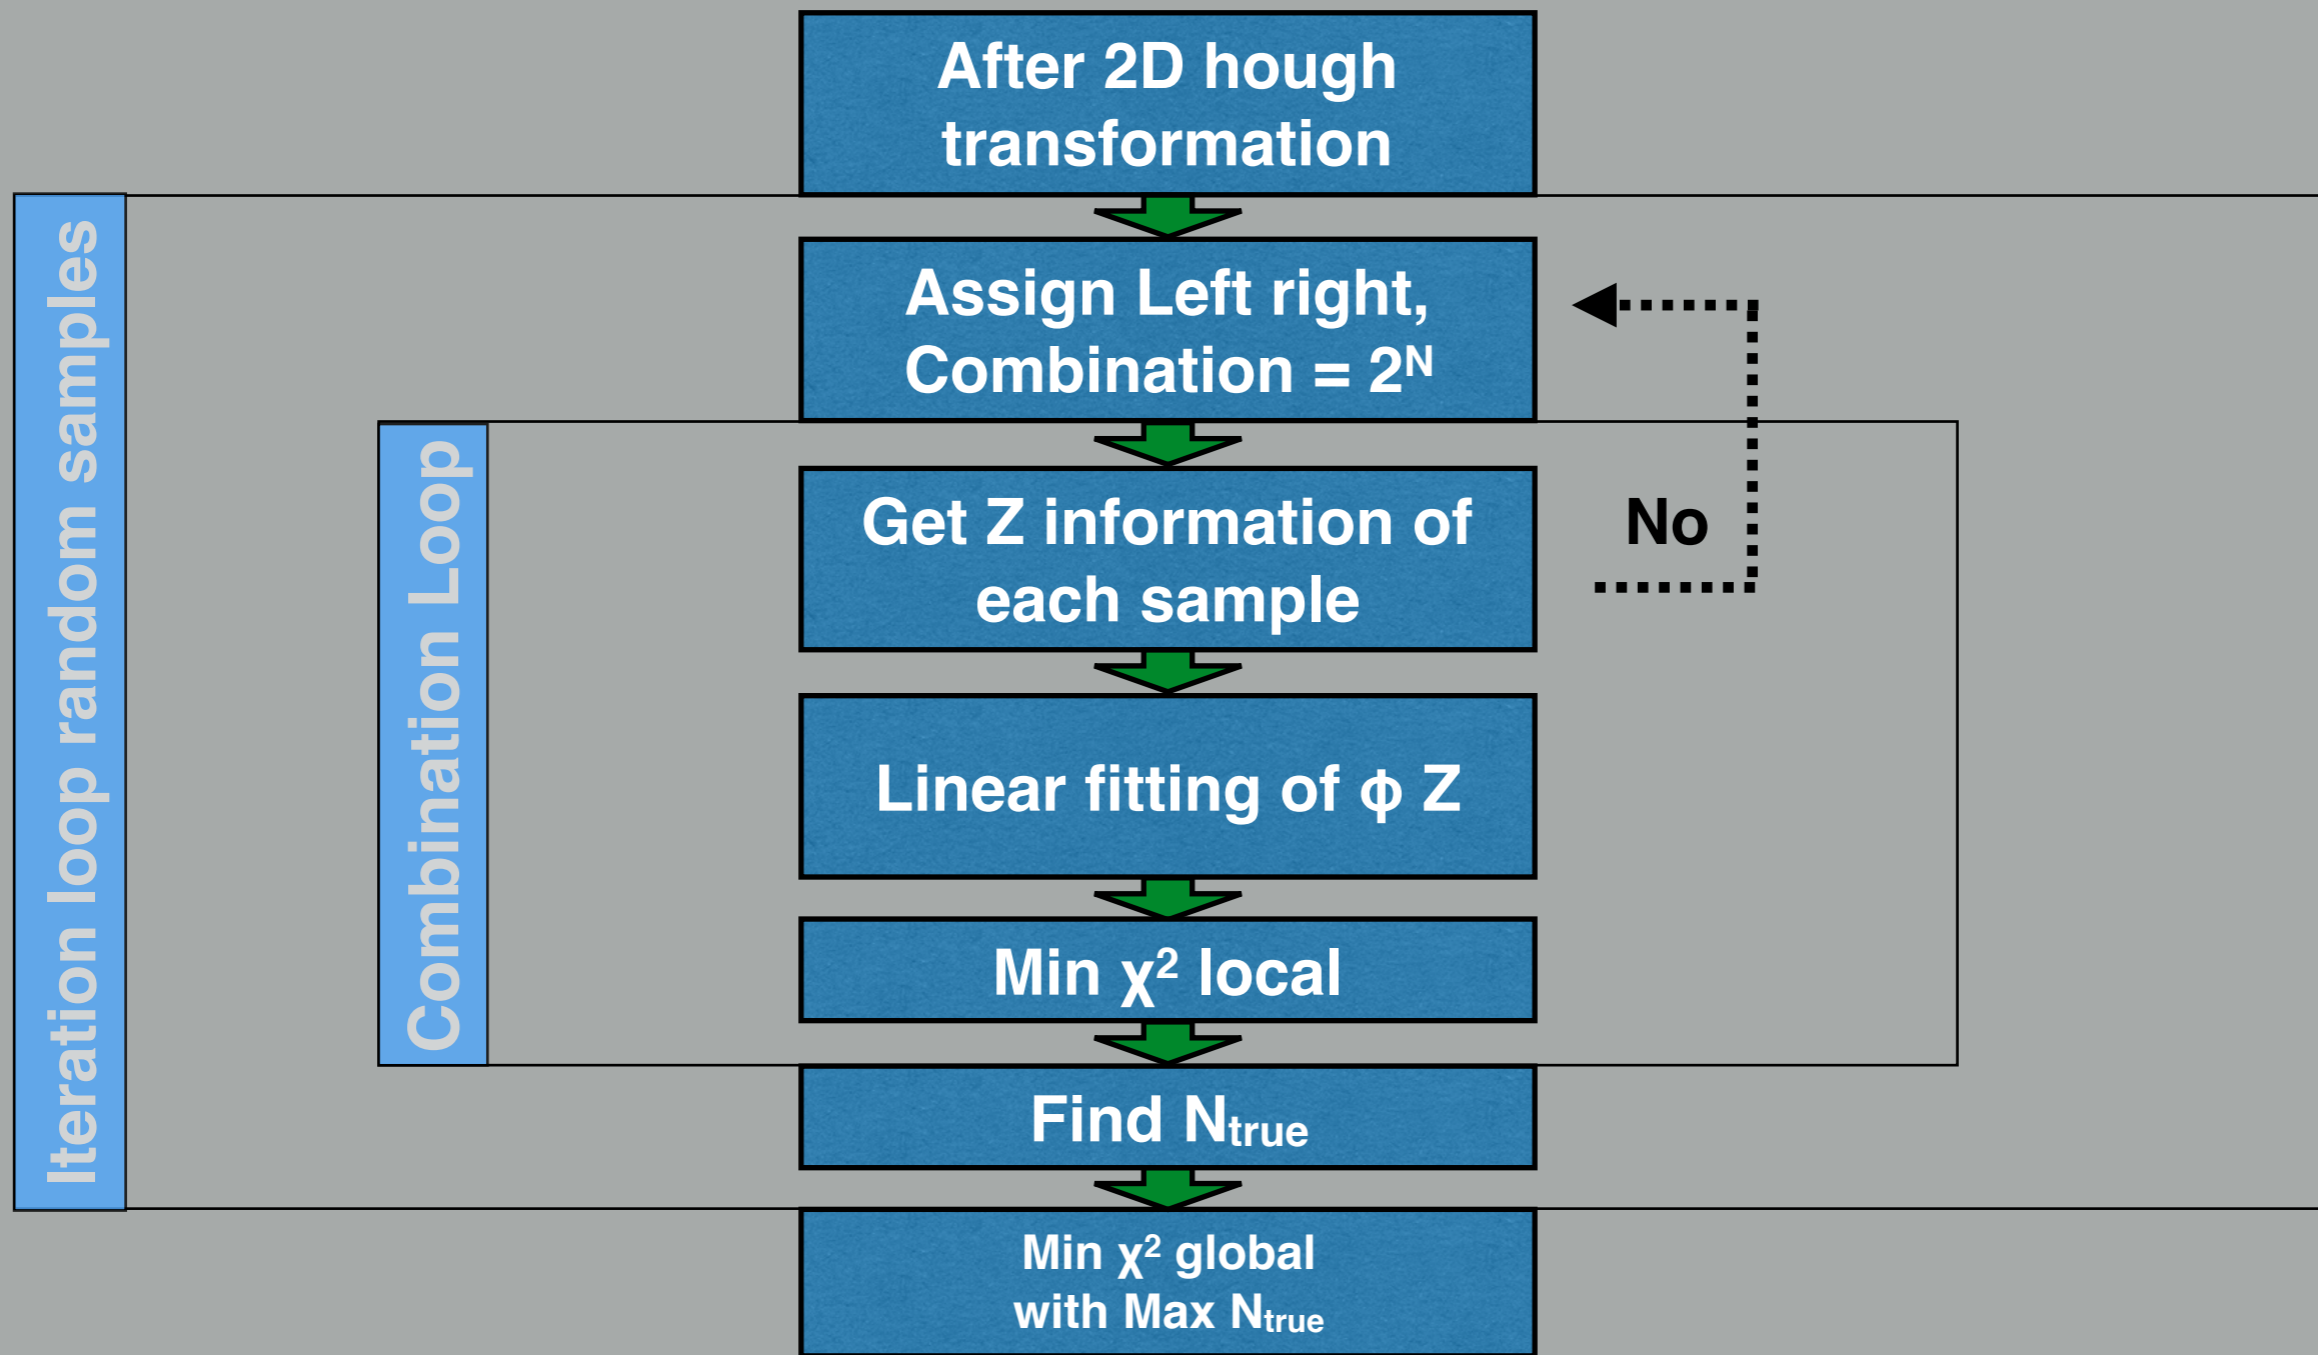 After 2D hough
transformation
Assign Left right,
Combination = 2ᴺ
Get Z information of
each sample
No
Linear fitting of ϕ Z
Min χ² local
Find Ntrue
Min χ² global
with Max Ntrue
Iteration loop random samples
Combination Loop